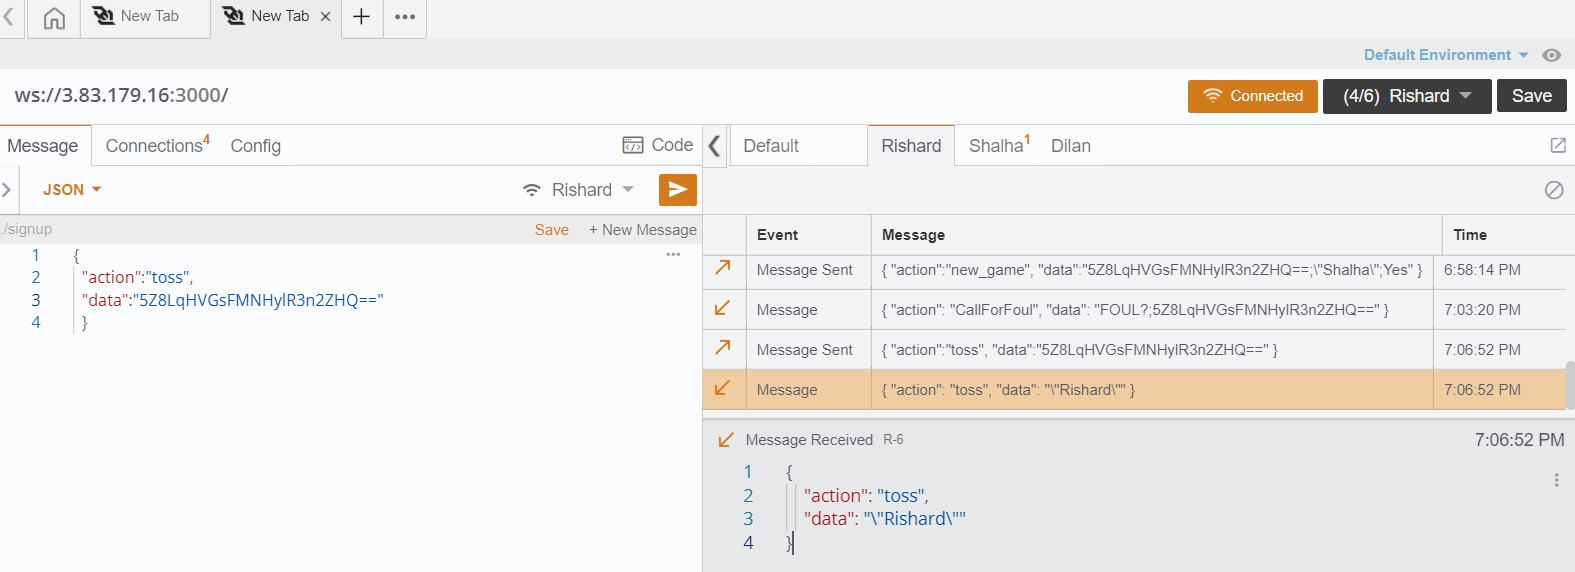 New Tab
New Tab ×
+
•••
Default Environment
ws://3.83.179.16:3000/
Connected
(4/6) Rishard
Save
Message
Connections4
Config
Code
Default
Rishard
Shalha1
Dilan
JSON
Rishard
./signup
Save
+ New Message
1 {
2 "action":"toss",
3 "data":"5Z8LqHVGsFMNHylR3n2ZHQ=="
4 }
Event Message Time
Message Sent { "action":"new_game", "data":"5Z8LqHVGsFMNHylR3n2ZHQ==;\"Shalha\";Yes" } 6:58:14 PM
Message { "action": "CallForFoul", "data": "FOUL?;5Z8LqHVGsFMNHylR3n2ZHQ==" } 7:03:20 PM
Message Sent { "action":"toss", "data":"5Z8LqHVGsFMNHylR3n2ZHQ==" } 7:06:52 PM
Message { "action": "toss", "data": "\"Rishard\"" } 7:06:52 PM
Message Received R-6 7:06:52 PM
1 {
2 "action": "toss",
3 "data": "\"Rishard\""
4 }